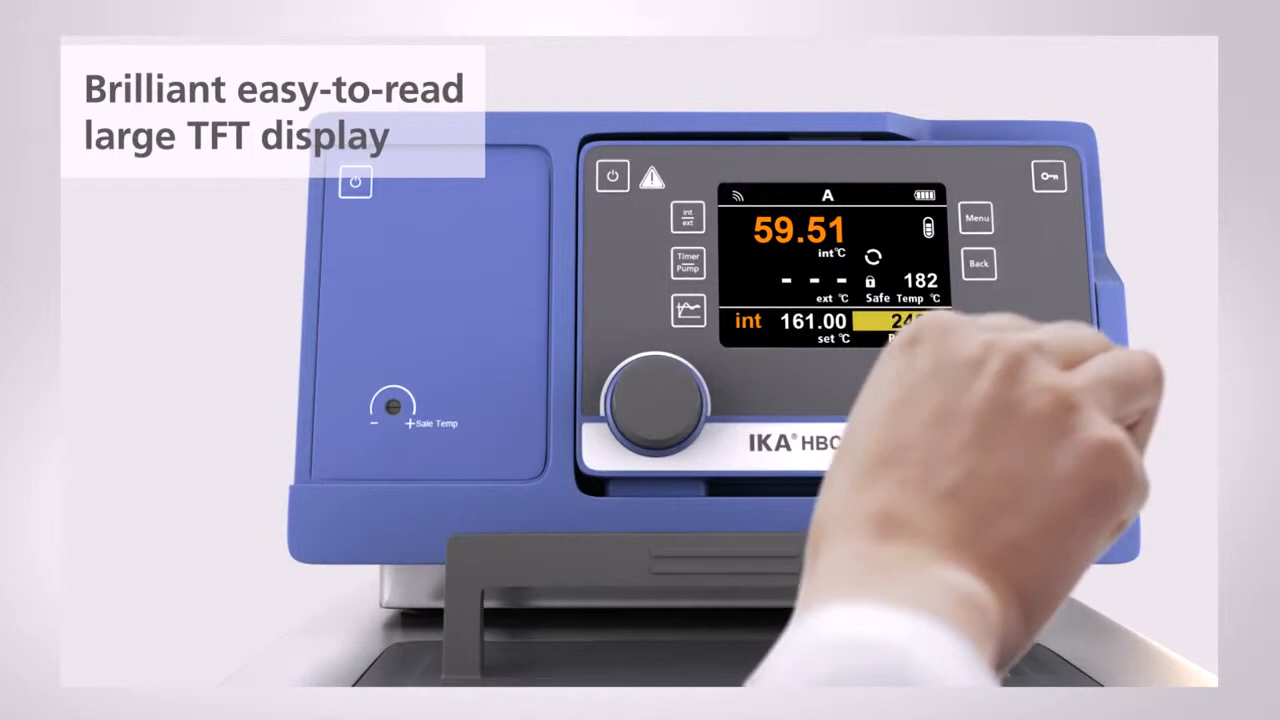 Brilliant easy-to-read
large TFT display
A
int
ext
59.51
int°C
Menu
Timer
Pump
- - -
182
Back
ext °C
Safe Temp °C
int
161.00
set °C
- + Safe Temp
IKA® HBC